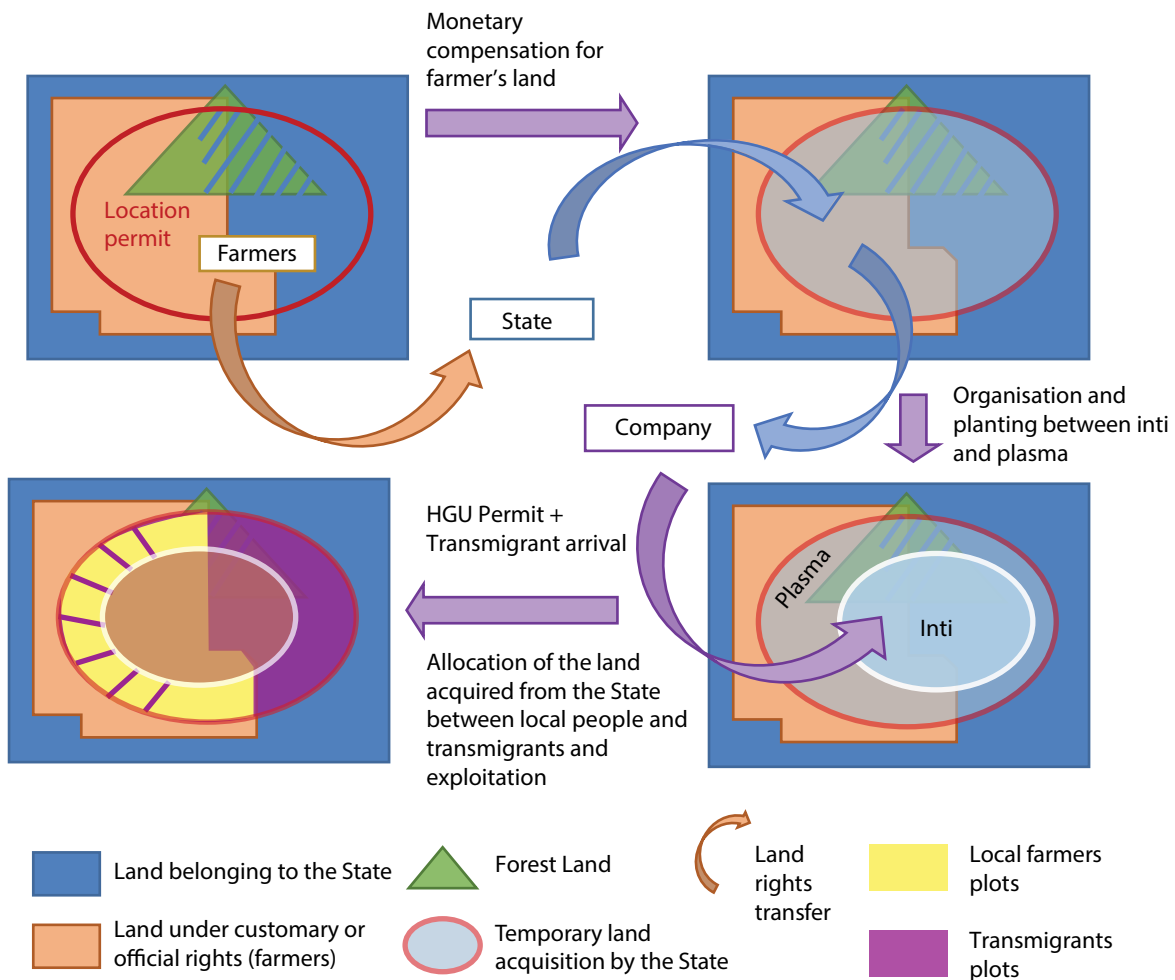 Monetary
compensation for
farmer's land
Location
permit
Farmers
State
Company
Organisation and
planting between inti
and plasma
HGU Permit +
Transmigrant arrival
Allocation of the land
acquired from the State
between local people and
transmigrants and
exploitation
Plasma
Inti
Land belonging to the State
Land under customary or
official rights (farmers)
Forest Land
Temporary land
acquisition by the State
Land
rights
transfer
Local farmers
plots
Transmigrants
plots